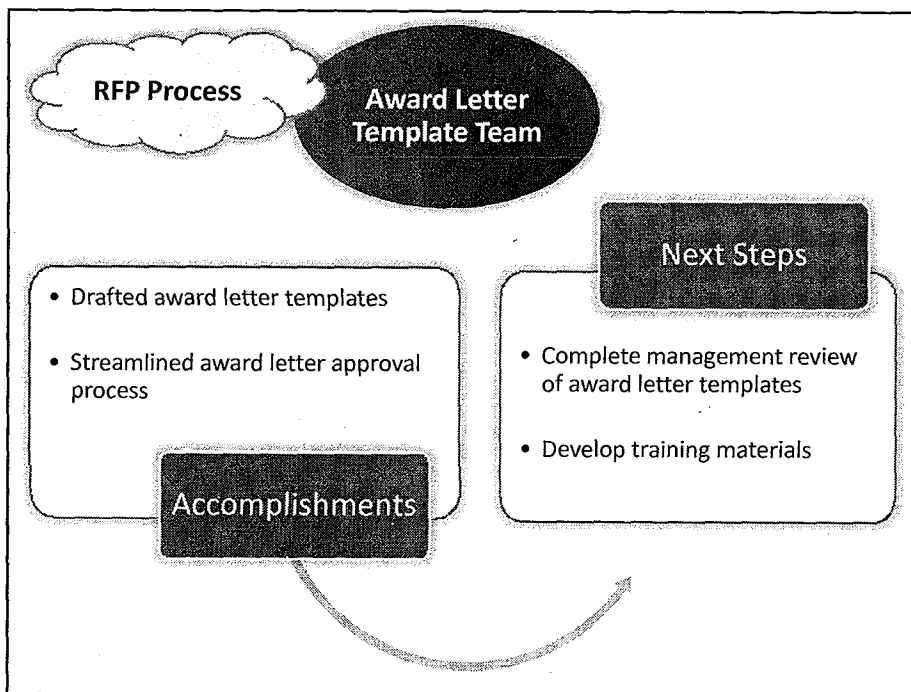 RFP Process
Award Letter
Template Team
• Drafted award letter templates
• Streamlined award letter approval
process
Accomplishments
Next Steps
• Complete management review
of award letter templates
• Develop training materials